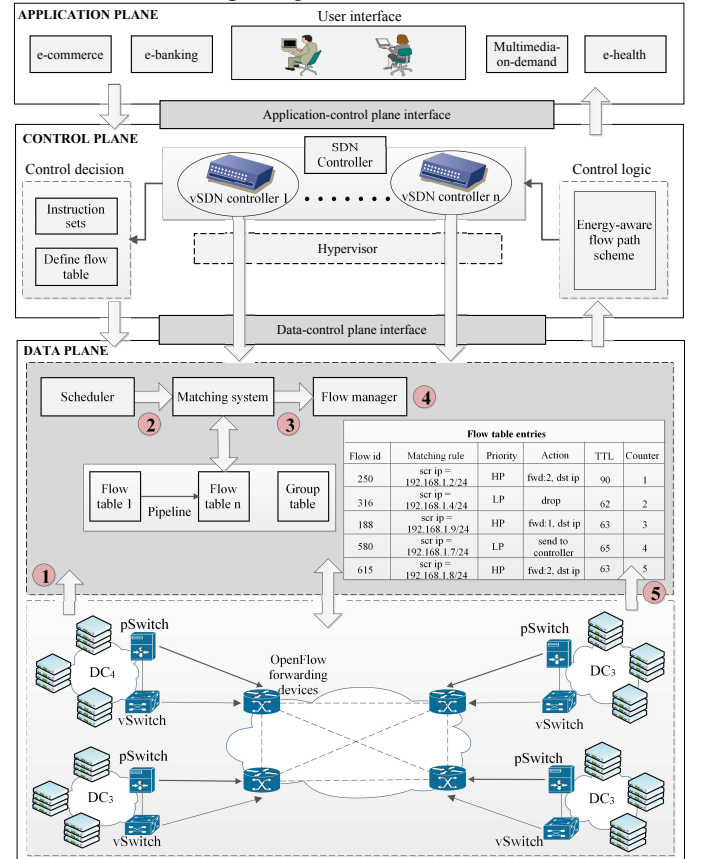 APPLICATION PLANE
User interface
e-commerce
e-banking
Multimedia-
on-demand
e-health
Application-control plane interface
CONTROL PLANE
SDN
Controller
Control decision
Control logic
vSDN controller 1
vSDN controller n
Instruction
sets
Define flow
table
Hypervisor
Energy-aware
flow path
scheme
Data-control plane interface
DATA PLANE
Scheduler
Matching system
Flow manager
2
3
4
Flow table entries
Flow id Matching rule Priority Action TTL Counter
250 scr ip = 192.168.1.2/24 HP fwd:2, dst ip 90 1
316 scr ip = 192.168.1.4/24 LP drop 62 2
188 scr ip = 192.168.1.9/24 HP fwd:1, dst ip 63 3
580 scr ip = 192.168.1.7/24 LP send to controller 65 4
615 scr ip = 192.168.1.8/24 HP fwd:2, dst ip 63 5
Flow
table 1
Pipeline
Flow
table n
Group
table
1
5
pSwitch
DC4
vSwitch
OpenFlow
forwarding
devices
pSwitch
DC3
vSwitch
pSwitch
DC3
vSwitch
pSwitch
DC3
vSwitch